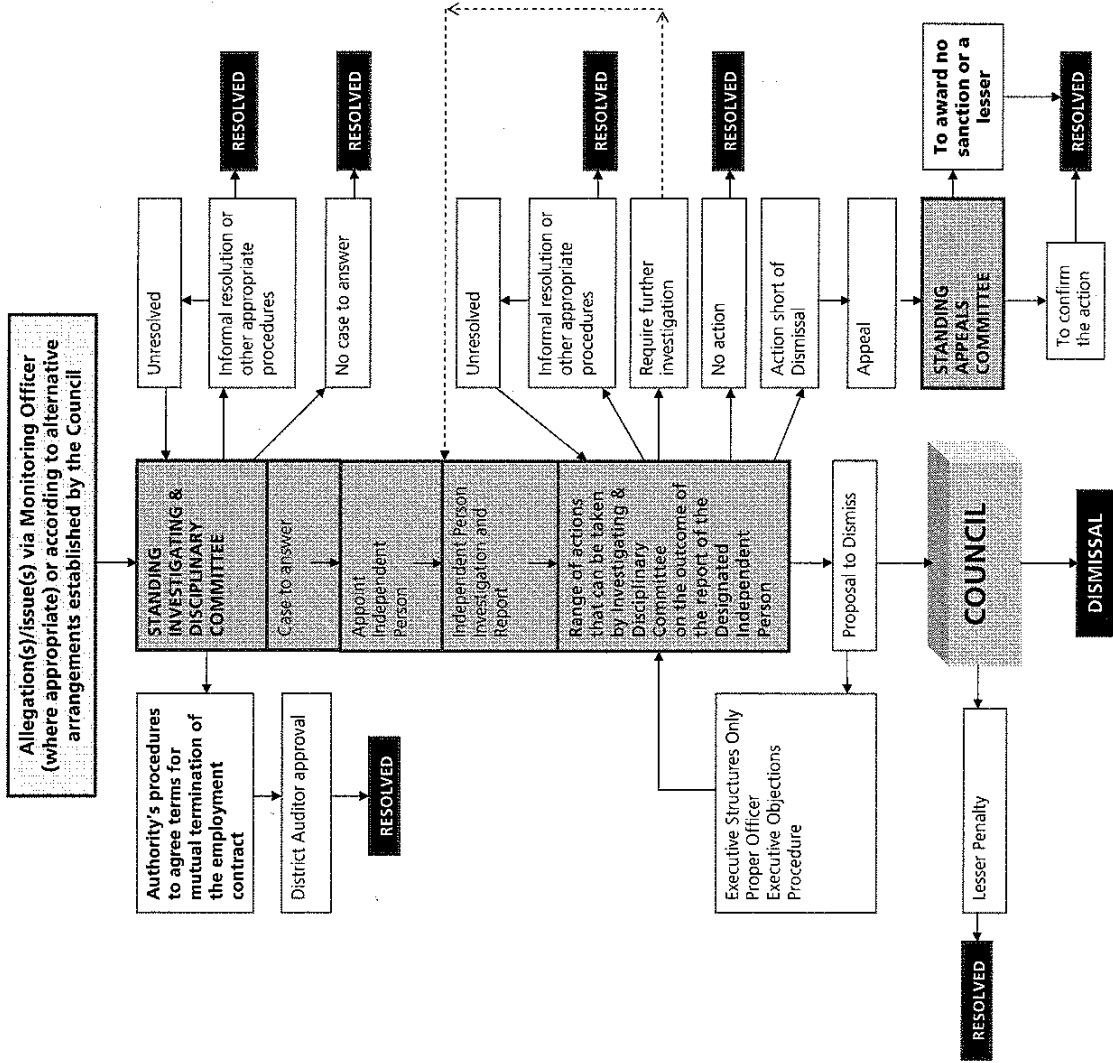 Allegation(s)/issue(s) via Monitoring Officer
(where appropriate) or according to alternative
arrangements established by the Council
Authority's procedures
to agree terms for
mutual termination of
the employment
contract
District Auditor approval
RESOLVED
STANDING
INVESTIGATING &
DISCIPLINARY
COMMITTEE
Case to answer
Appoint
Independent
Person
Independent Person
Investigation and
Report
Range of actions
that can be taken
by Investigating &
Disciplinary
Committee
on the outcome of
the report of the
Designated
Independent
Person
Unresolved
Informal resolution or
other appropriate
procedures
RESOLVED
No case to answer
RESOLVED
Unresolved
Informal resolution or
other appropriate
procedures
RESOLVED
Require further
investigation
No action
RESOLVED
Action short of
Dismissal
Appeal
STANDING
APPEALS
COMMITTEE
To award no
sanction or a
lesser
To confirm
the action
RESOLVED
Executive Structures Only
Proper Officer
Executive Objections
Procedure
Proposal to Dismiss
COUNCIL
Lesser Penalty
RESOLVED
DISMISSAL